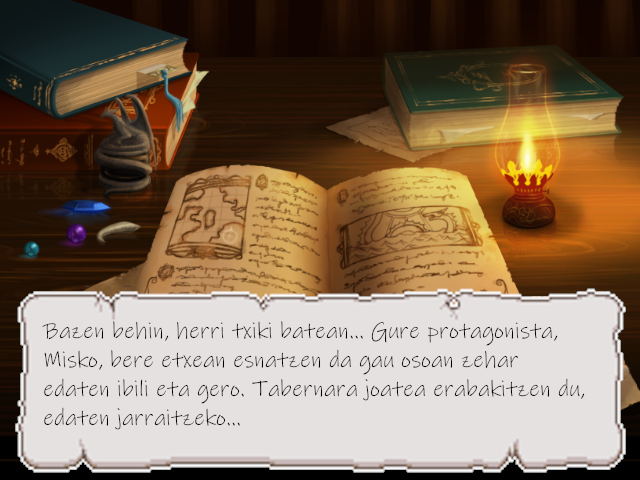 Bazen behin, herri txiki batean... Gure protagonista,
Misko, bere etxean esnatzen da gau osoan zehar
edaten ibili eta gero. Tabernara joatea erabakitzen du,
edaten jarraitzeko...